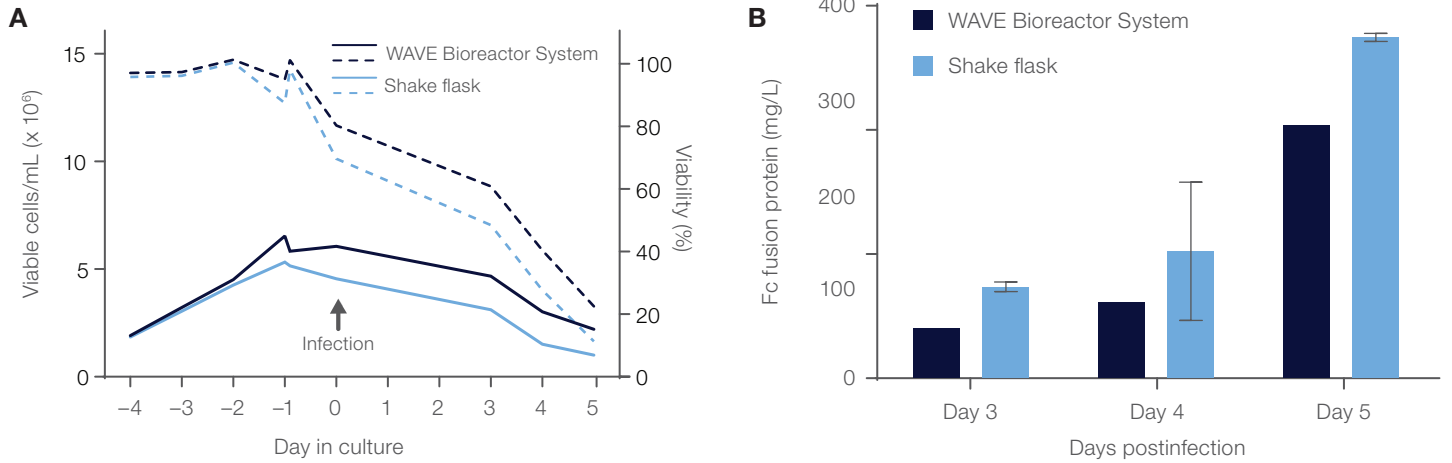 A
Viable cells/mL (x 10⁶)
15
10
5
0
WAVE Bioreactor System
Shake flask
100
80
60
40
20
0
Viability (%)
Infection
–4 –3 –2 –1 0 1 2 3 4 5
Day in culture
B
Fc fusion protein (mg/L)
400
300
200
100
0
WAVE Bioreactor System
Shake flask
Day 3 Day 4 Day 5
Days postinfection